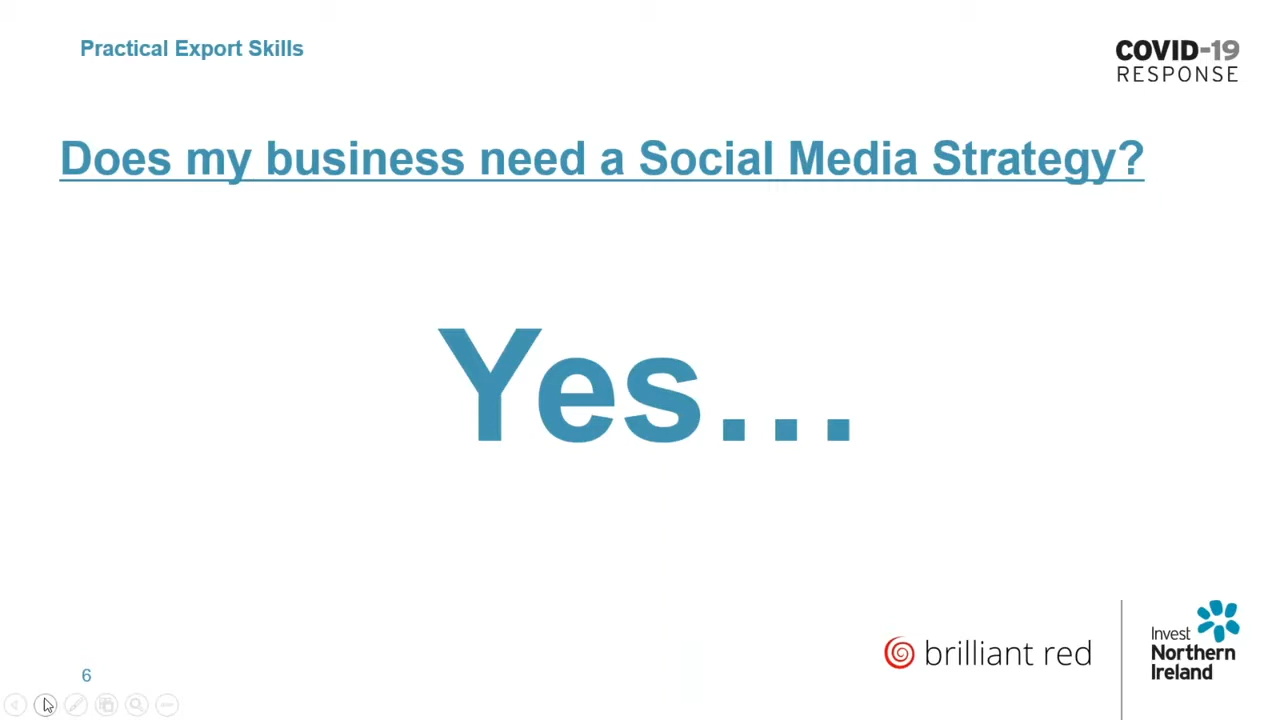 Practical Export Skills
COVID-19
RESPONSE
Does my business need a Social Media Strategy?
Yes...
brilliant red
Invest
Northern
Ireland
6